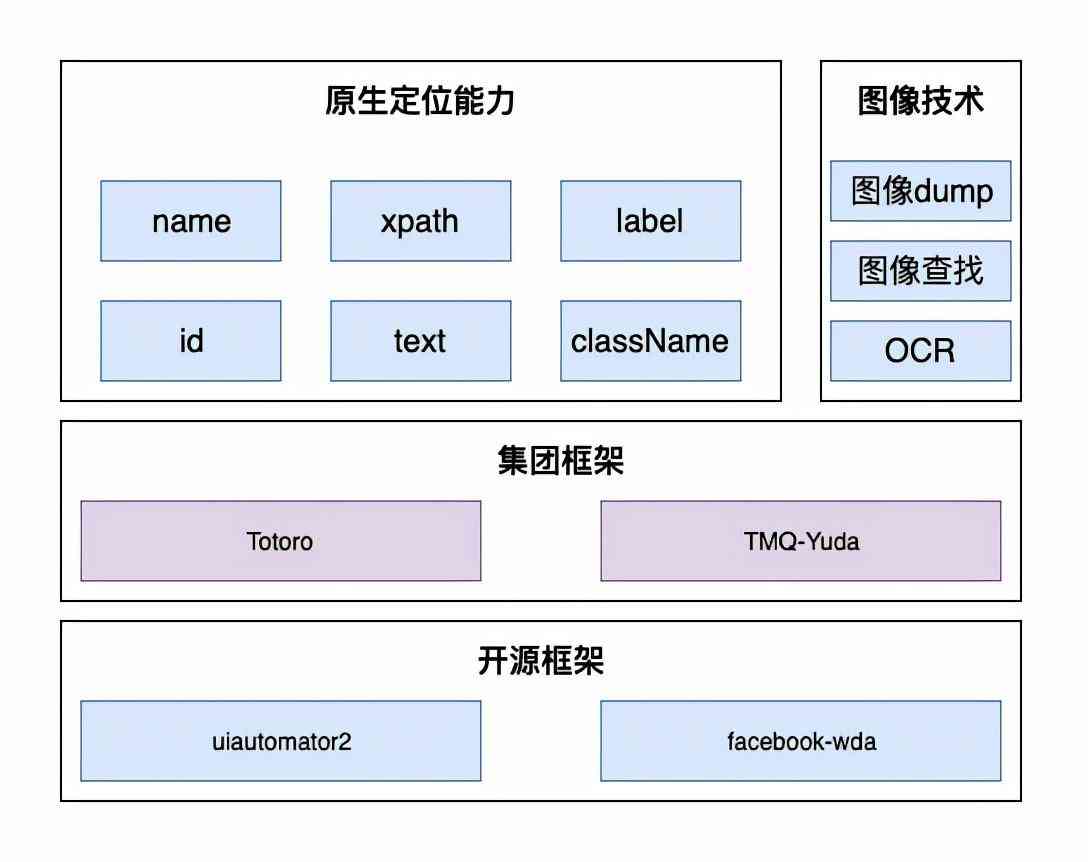 原生定位能力
name
xpath
label
id
text
className
图像技术
图像dump
图像查找
OCR
集团框架
Totoro
TMQ-Yuda
开源框架
uiautomator2
facebook-wda